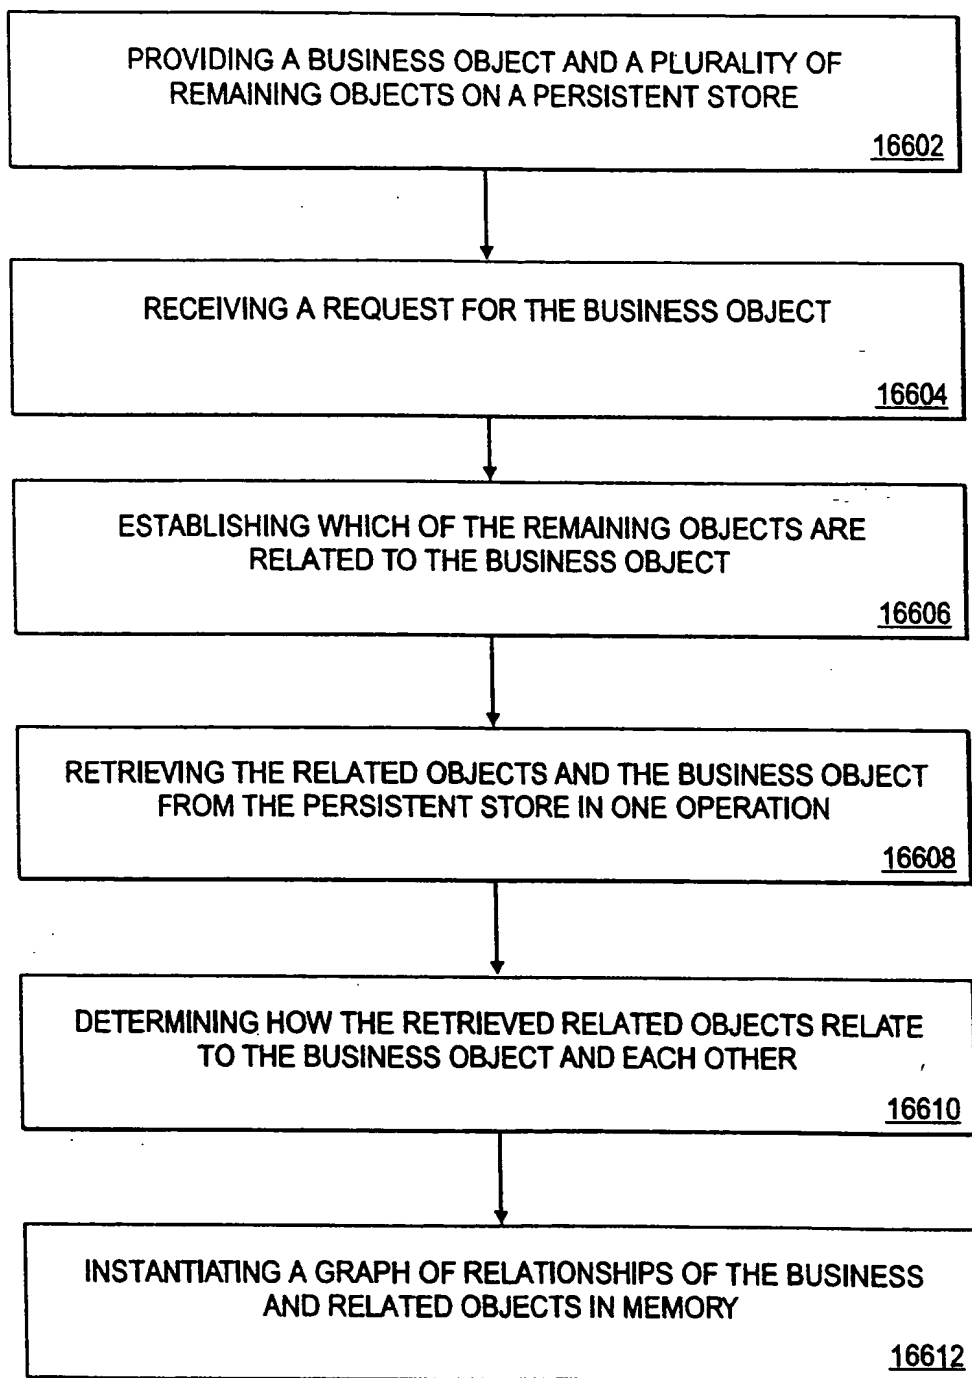 PROVIDING A BUSINESS OBJECT AND A PLURALITY OF
REMAINING OBJECTS ON A PERSISTENT STORE
16602
RECEIVING A REQUEST FOR THE BUSINESS OBJECT
16604
ESTABLISHING WHICH OF THE REMAINING OBJECTS ARE
RELATED TO THE BUSINESS OBJECT
16606
RETRIEVING THE RELATED OBJECTS AND THE BUSINESS OBJECT
FROM THE PERSISTENT STORE IN ONE OPERATION
16608
DETERMINING HOW THE RETRIEVED RELATED OBJECTS RELATE
TO THE BUSINESS OBJECT AND EACH OTHER
16610
INSTANTIATING A GRAPH OF RELATIONSHIPS OF THE BUSINESS
AND RELATED OBJECTS IN MEMORY
16612